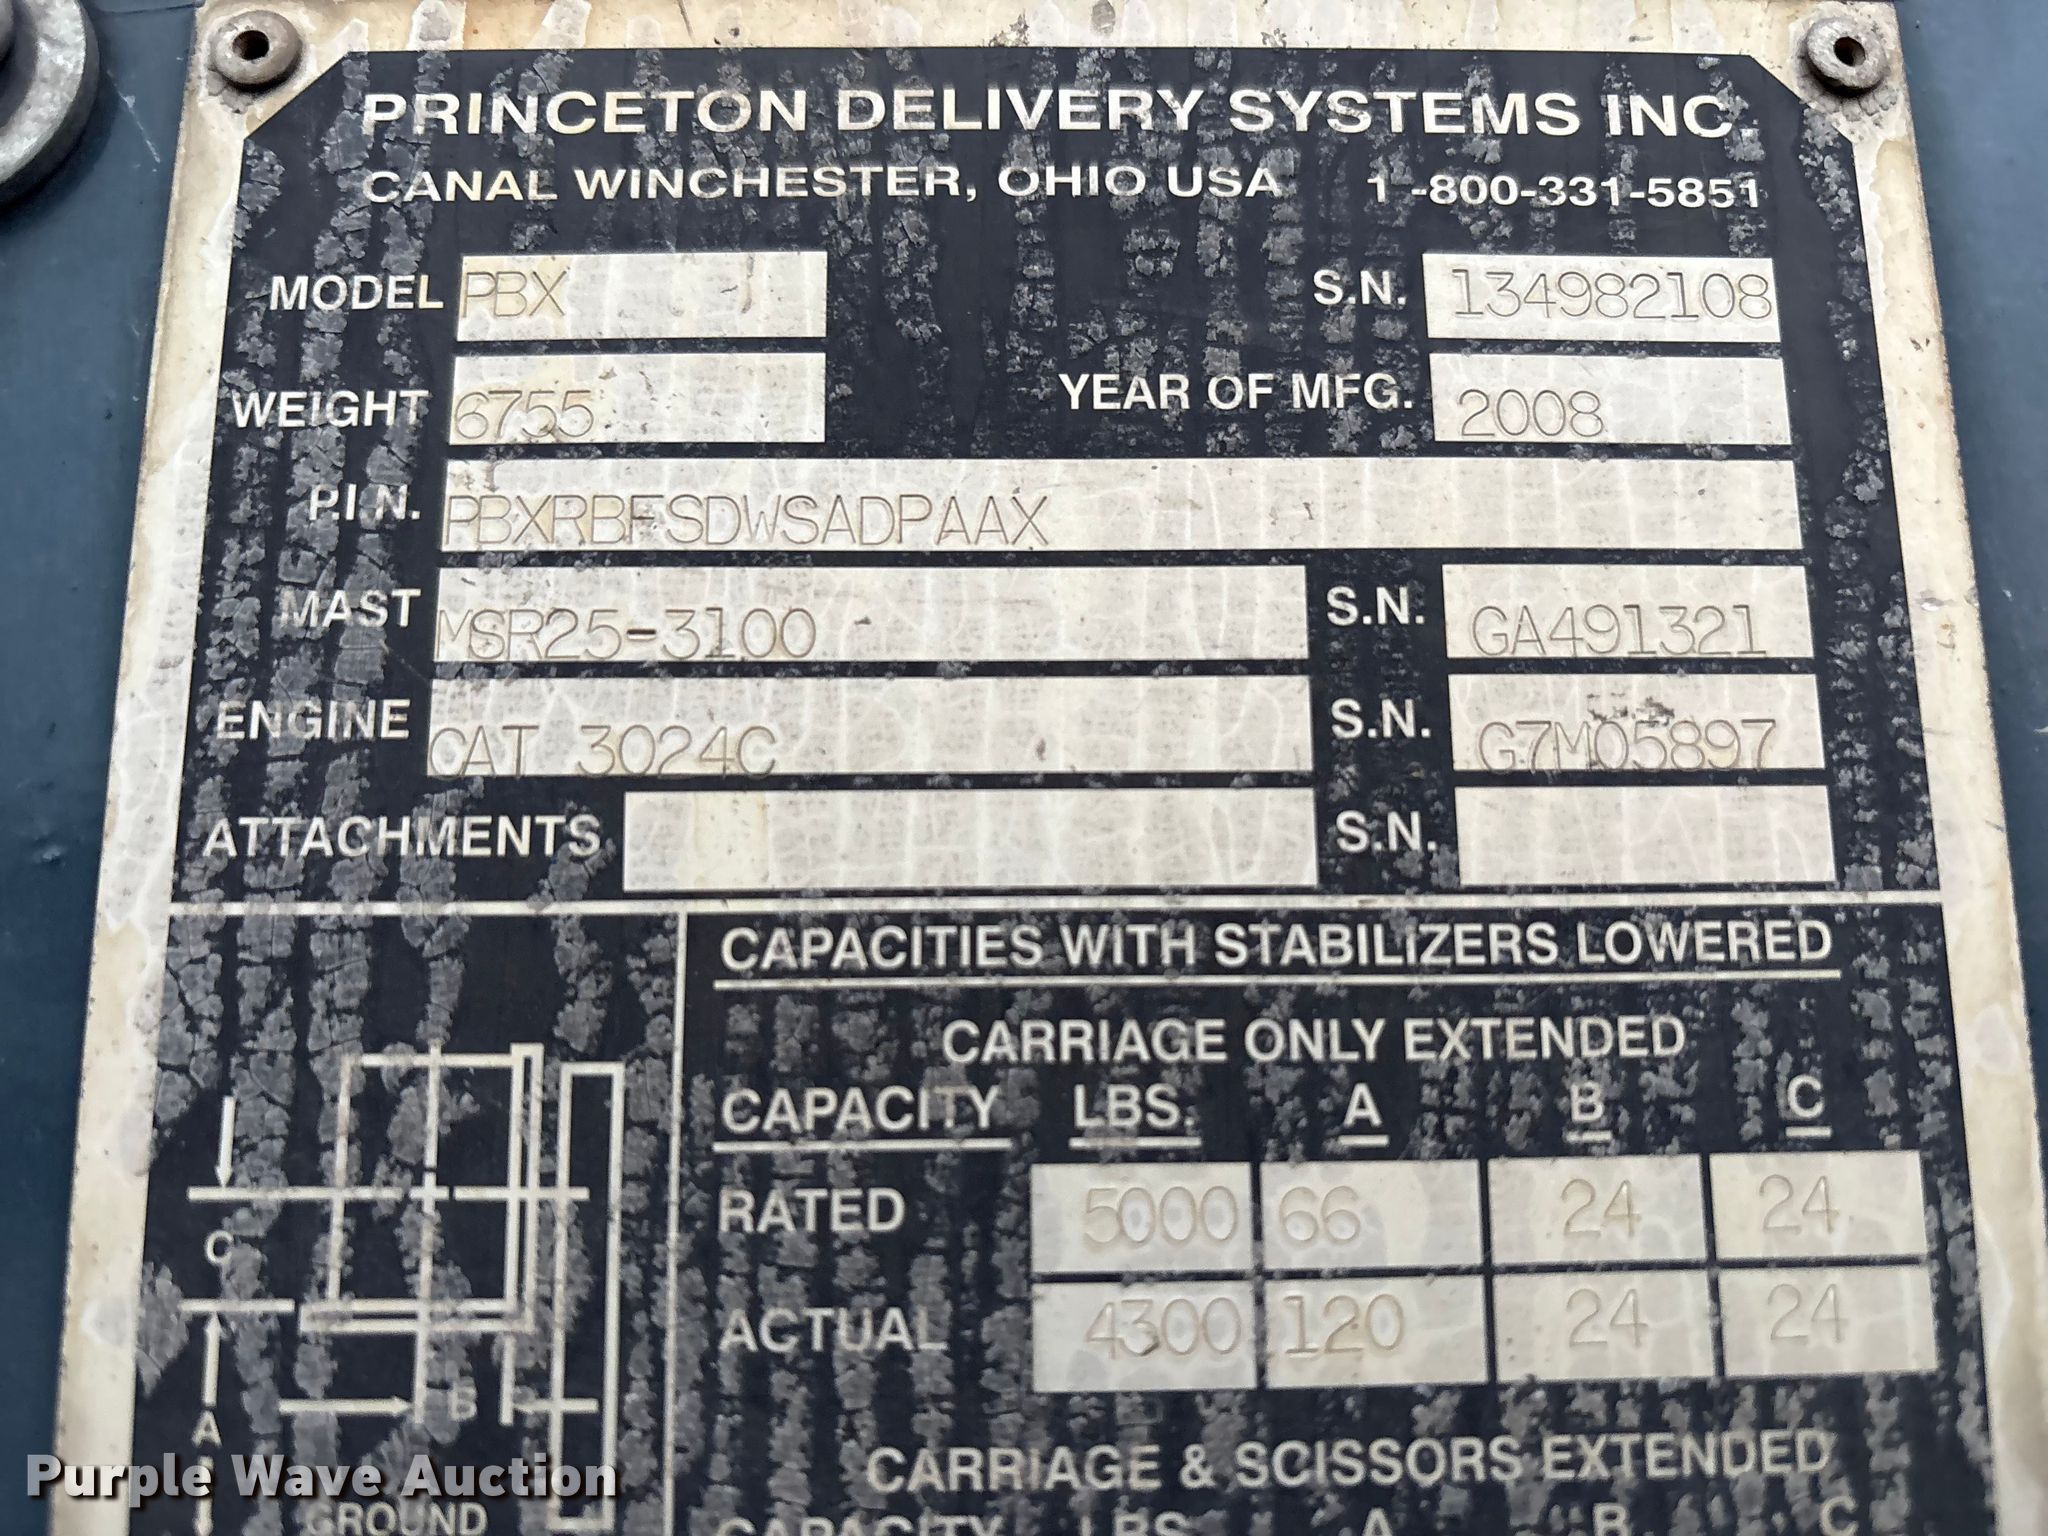 PRINCETON DELIVERY SYSTEMS INC.
CANAL WINCHESTER, OHIO USA 1-800-331-5851
MODEL PBX S.N. 134982108
WEIGHT 6755 YEAR OF MFG. 2008
P.I.N. PBXRBFSDWSADPAAX
MAST MSR25-3100 S.N. GA491321
ENGINE CAT 3024C S.N. G7M05897
ATTACHMENTS S.N.
CAPACITIES WITH STABILIZERS LOWERED
CARRIAGE ONLY EXTENDED
CAPACITY LBS. A B C
RATED 5000 66 24 24
ACTUAL 4300 120 24 24
CARRIAGE & SCISSORS EXTENDED
CAPACITY LBS. A B C
C
B
A
GROUND
Purple Wave Auction